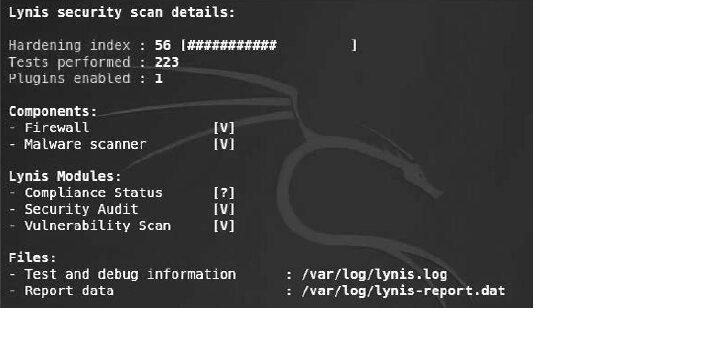 Lynis security scan details:
Hardening index : 56 [###########         ]
Tests performed : 223
Plugins enabled : 1
Components:
- Firewall               [V]
- Malware scanner        [V]
Lynis Modules:
- Compliance Status      [?]
- Security Audit         [V]
- Vulnerability Scan     [V]
Files:
- Test and debug information      : /var/log/lynis.log
- Report data                     : /var/log/lynis-report.dat